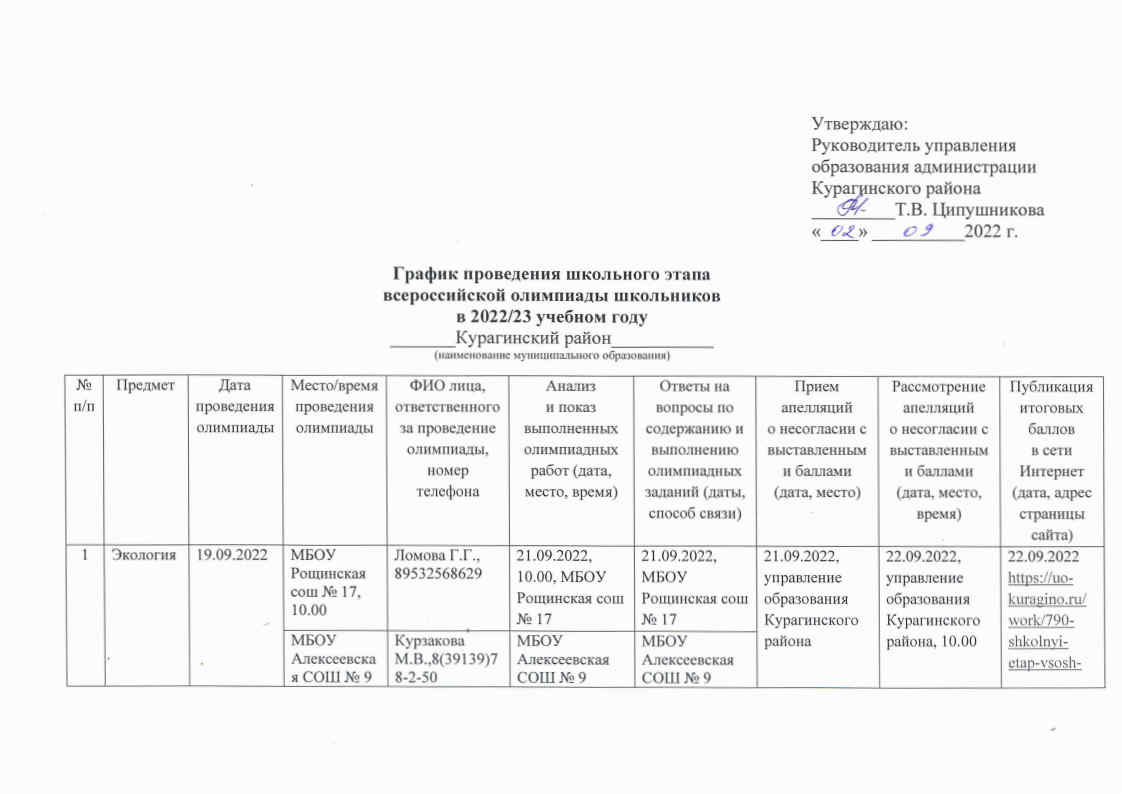 Утверждаю:
Руководитель управления
образования администрации
Курагинского района
_________Т.В. Ципушникова
«02» 09 2022 г.
График проведения школьного этапа
всероссийской олимпиады школьников
в 2022/23 учебном году
_______Курагинский район___________
(наименование муниципального образования)
№
п/п
Предмет
Дата
проведения
олимпиады
Место/время
проведения
олимпиады
ФИО лица,
ответственного
за проведение
олимпиады,
номер
телефона
Анализ
и показ
выполненных
олимпиадных
работ (дата,
место, время)
Ответы на
вопросы по
содержанию и
выполнению
олимпиадных
заданий (даты,
способ связи)
Прием
апелляций
о несогласии с
выставленным
и баллами
(дата, место)
Рассмотрение
апелляций
о несогласии с
выставленным
и баллами
(дата, место,
время)
Публикация
итоговых
баллов
в сети
Интернет
(дата, адрес
страницы
сайта)
1
Экология
19.09.2022
МБОУ
Рощинская
сош № 17,
10.00
Ломова Г.Г.,
89532568629
21.09.2022,
10.00, МБОУ
Рощинская сош
№ 17
21.09.2022,
МБОУ
Рощинская сош
№ 17
21.09.2022,
управление
образования
Курагинского
района
22.09.2022,
управление
образования
Курагинского
района, 10.00
22.09.2022
https://uo-
kuragino.ru/
work/790-
shkolnyi-
etap-vsosh-
МБОУ
Алексеевска
я СОШ № 9
Курзакова
М.В.,8(39139)7
8-2-50
МБОУ
Алексеевская
СОШ № 9
МБОУ
Алексеевская
СОШ № 9